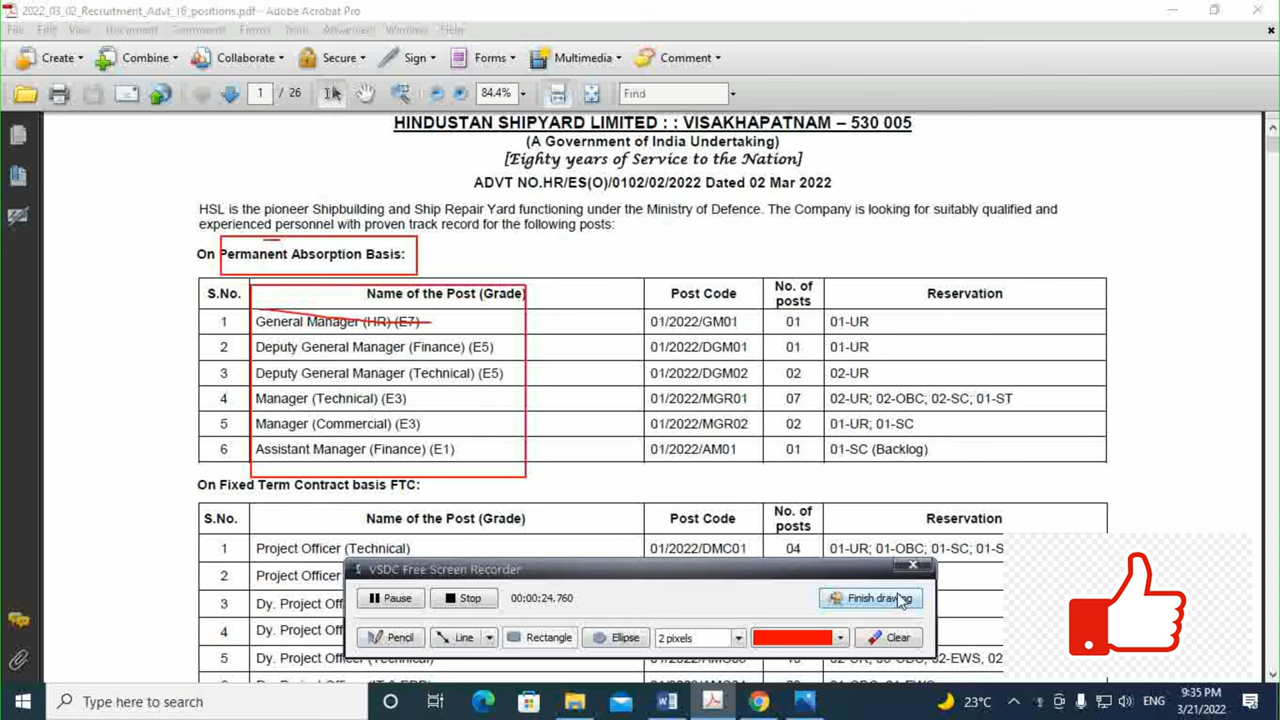 2022_03_02_Recruitment_Advt_16_positions.pdf - Adobe Acrobat Pro
File Edit View Document Comments Forms Tools Advanced Window Help
Create Combine Collaborate Secure Sign Forms Multimedia Comment
1 / 26 84.4% Find
HINDUSTAN SHIPYARD LIMITED : : VISAKHAPATNAM – 530 005
(A Government of India Undertaking)
[Eighty years of Service to the Nation]
ADVT NO.HR/ES(O)/0102/02/2022 Dated 02 Mar 2022
HSL is the pioneer Shipbuilding and Ship Repair Yard functioning under the Ministry of Defence. The Company is looking for suitably qualified and
experienced personnel with proven track record for the following posts:
On Permanent Absorption Basis:
S.No. Name of the Post (Grade) Post Code No. of posts Reservation
1 General Manager (HR) (E7) 01/2022/GM01 01 01-UR
2 Deputy General Manager (Finance) (E5) 01/2022/DGM01 01 01-UR
3 Deputy General Manager (Technical) (E5) 01/2022/DGM02 02 02-UR
4 Manager (Technical) (E3) 01/2022/MGR01 07 02-UR; 02-OBC; 02-SC; 01-ST
5 Manager (Commercial) (E3) 01/2022/MGR02 02 01-UR; 01-SC
6 Assistant Manager (Finance) (E1) 01/2022/AM01 01 01-SC (Backlog)
On Fixed Term Contract basis FTC:
S.No. Name of the Post (Grade) Post Code No. of posts Reservation
1 Project Officer (Technical) 01/2022/DMC01 04 01-UR; 01-OBC; 01-SC; 01-S
2 Project Officer
3 Dy. Project Off
4 Dy. Project Off
5 Dy. Project
VSDC Free Screen Recorder
Pause Stop 00:00:24.760 Finish drawing
Pencil Line Rectangle Ellipse 2 pixels Clear
Type here to search 23°C ENG 9:35 PM
3/21/2022